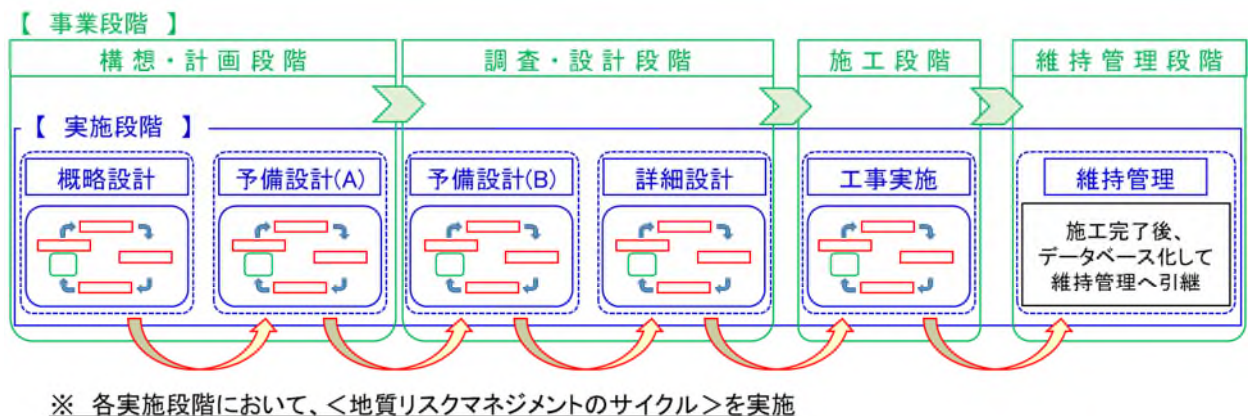 【 事業段階 】
構想・計画段階
調査・設計段階
施工段階
維持管理段階
【 実施段階 】
概略設計
予備設計(A)
予備設計(B)
詳細設計
工事実施
維持管理
施工完了後、
データベース化して
維持管理へ引継
※ 各実施段階において、＜地質リスクマネジメントのサイクル＞を実施